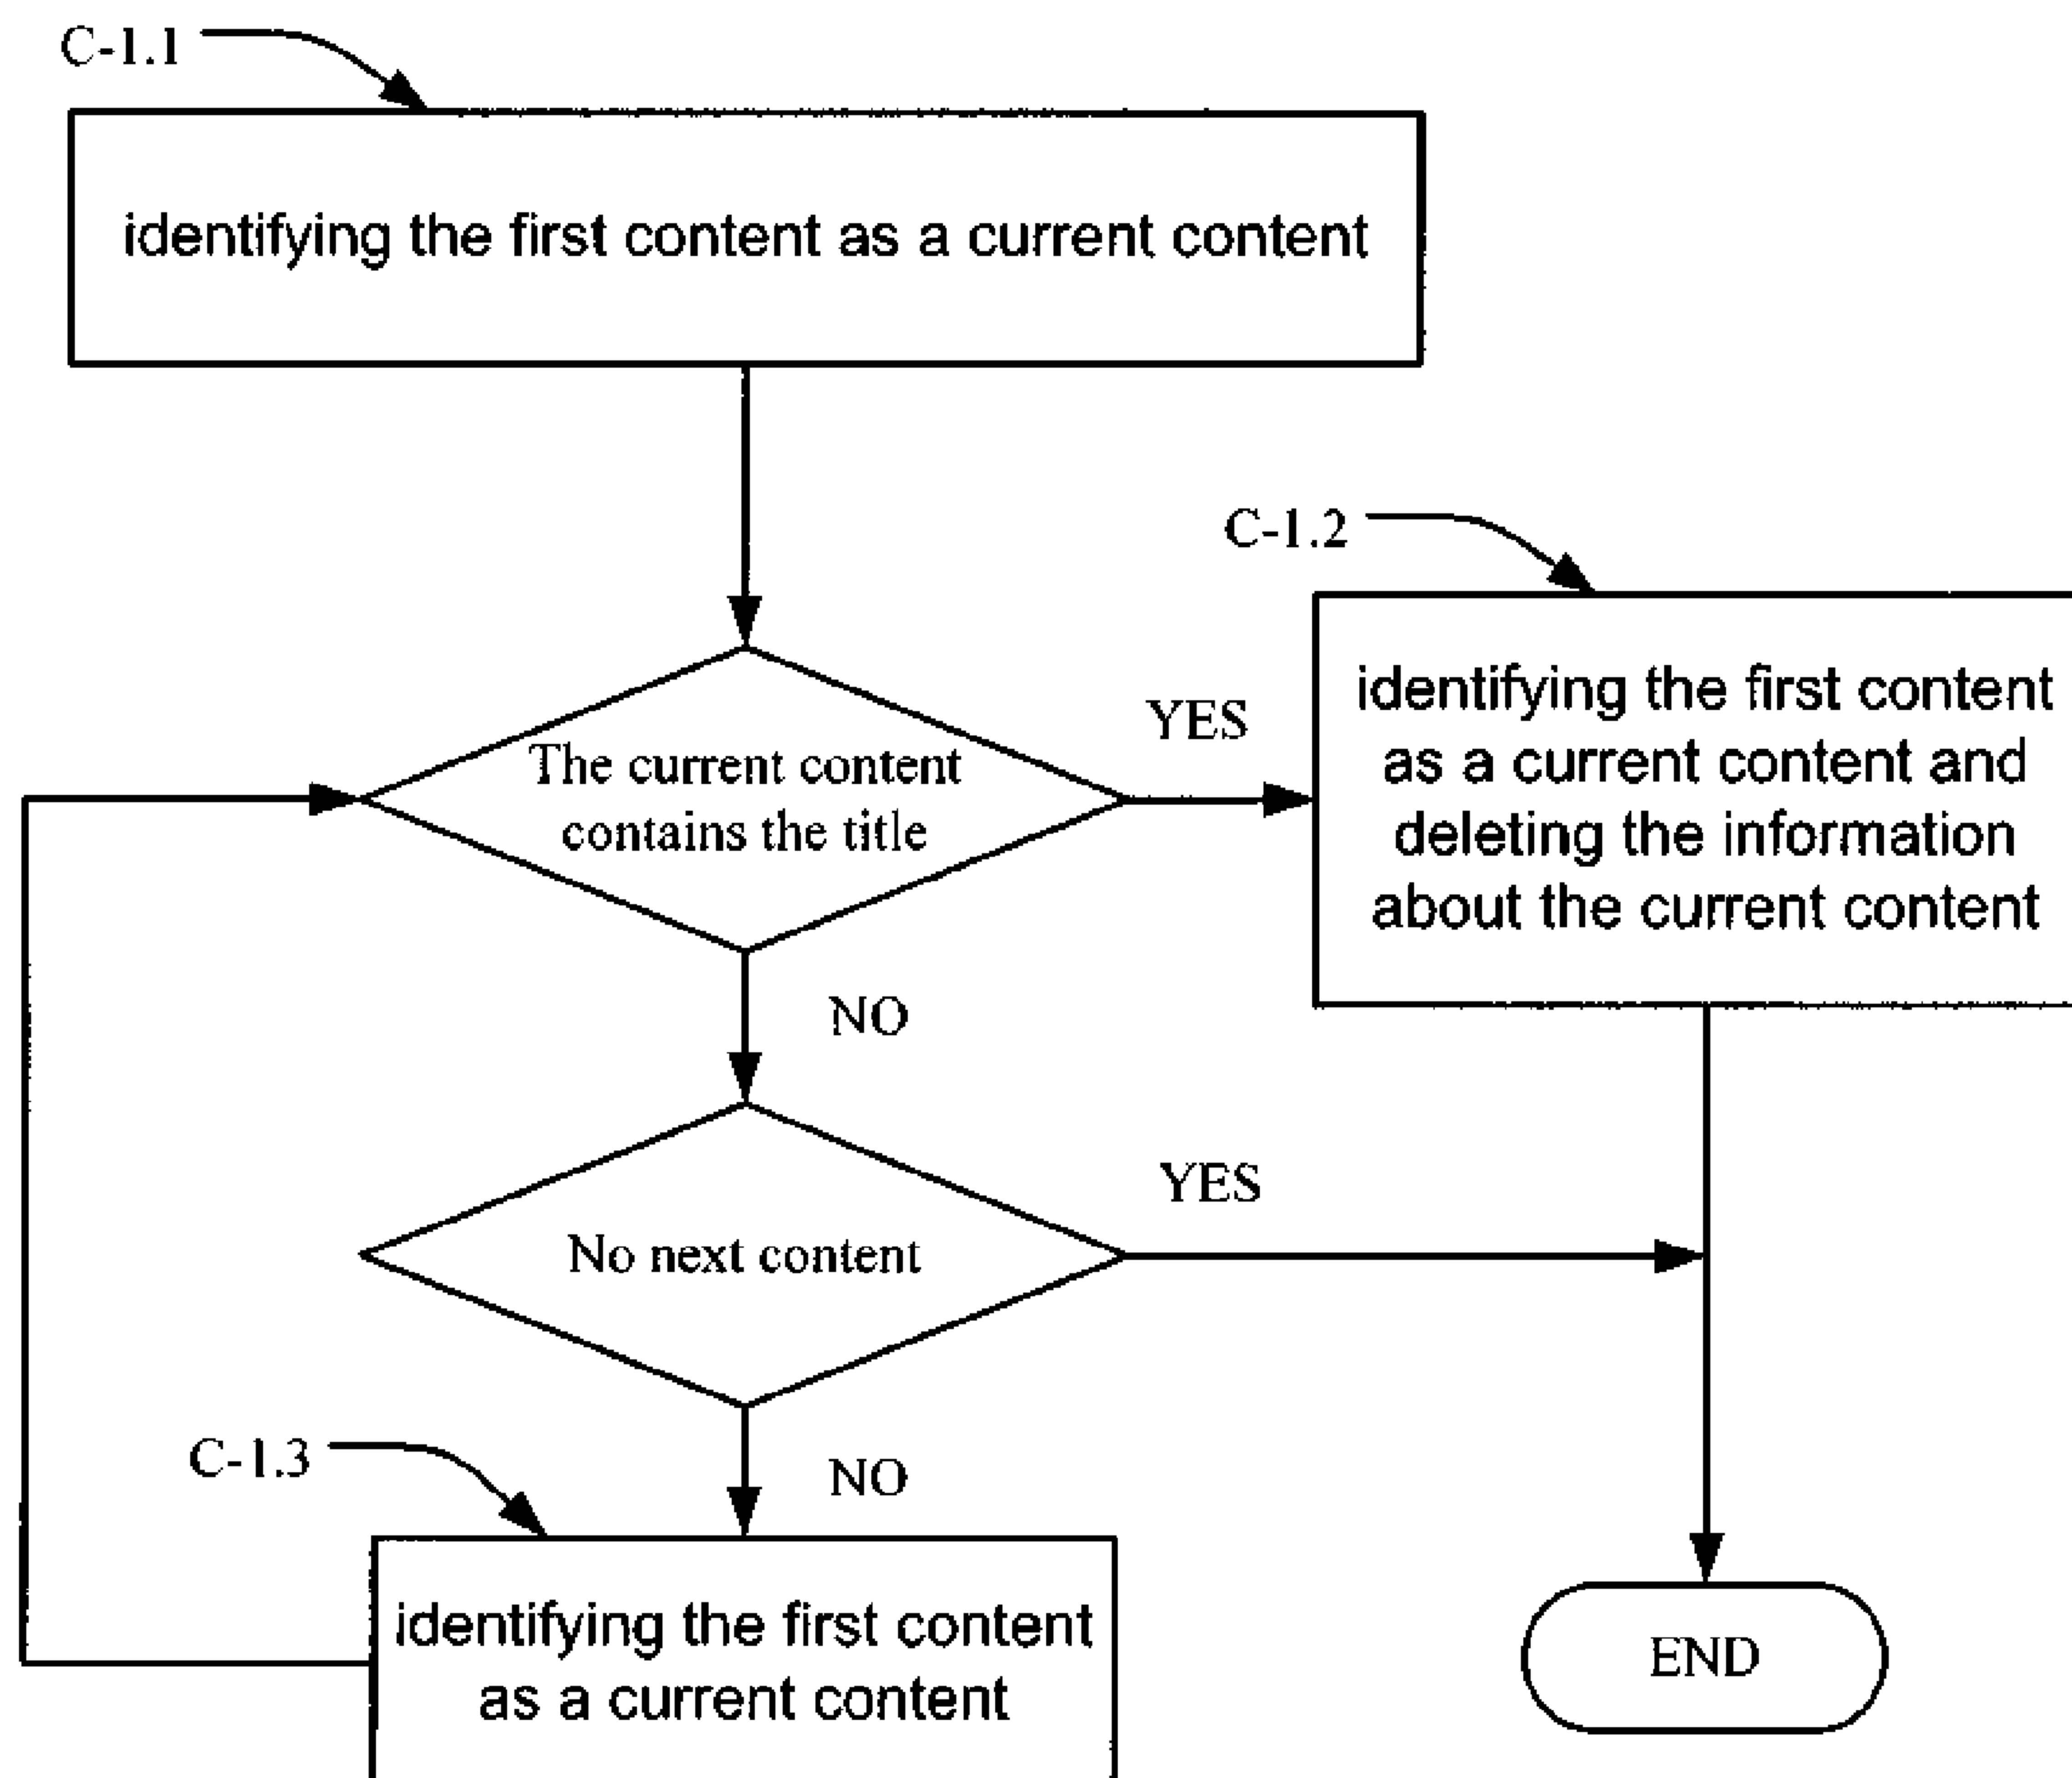 C-1.1
identifying the first content as a current content
C-1.2
YES
identifying the first content
as a current content and
deleting the information
about the current content
The current content
contains the title
NO
YES
No next content
C-1.3
NO
identifying the first content
as a current content
END